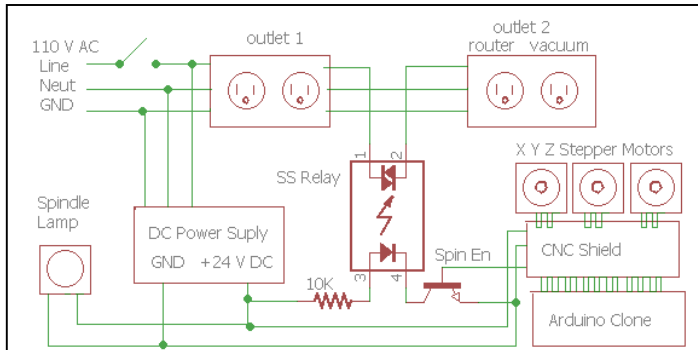 110 V AC
Line
Neut
GND
outlet 1
outlet 2
router vacuum
SS Relay
1
2
3
4
X Y Z Stepper Motors
Spindle
Lamp
DC Power Suply
GND +24 V DC
10K
Spin En
CNC Shield
Arduino Clone